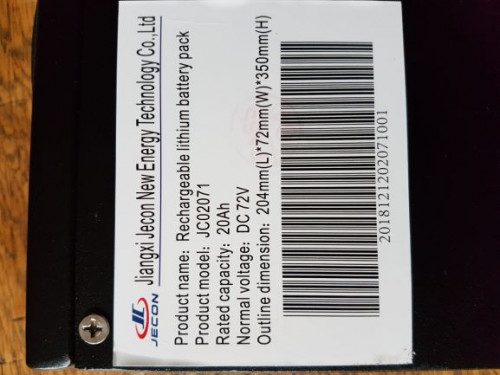 JECON
Jiangxi Jecon New Energy Technology Co.,Ltd
Product name: Rechargeable lithium battery pack
Product model: JC02071
Rated capacity: 20Ah
Normal voltage: DC 72V
Outline dimension: 204mm(L)*72mm(W)*350mm(H)
2018121202071001